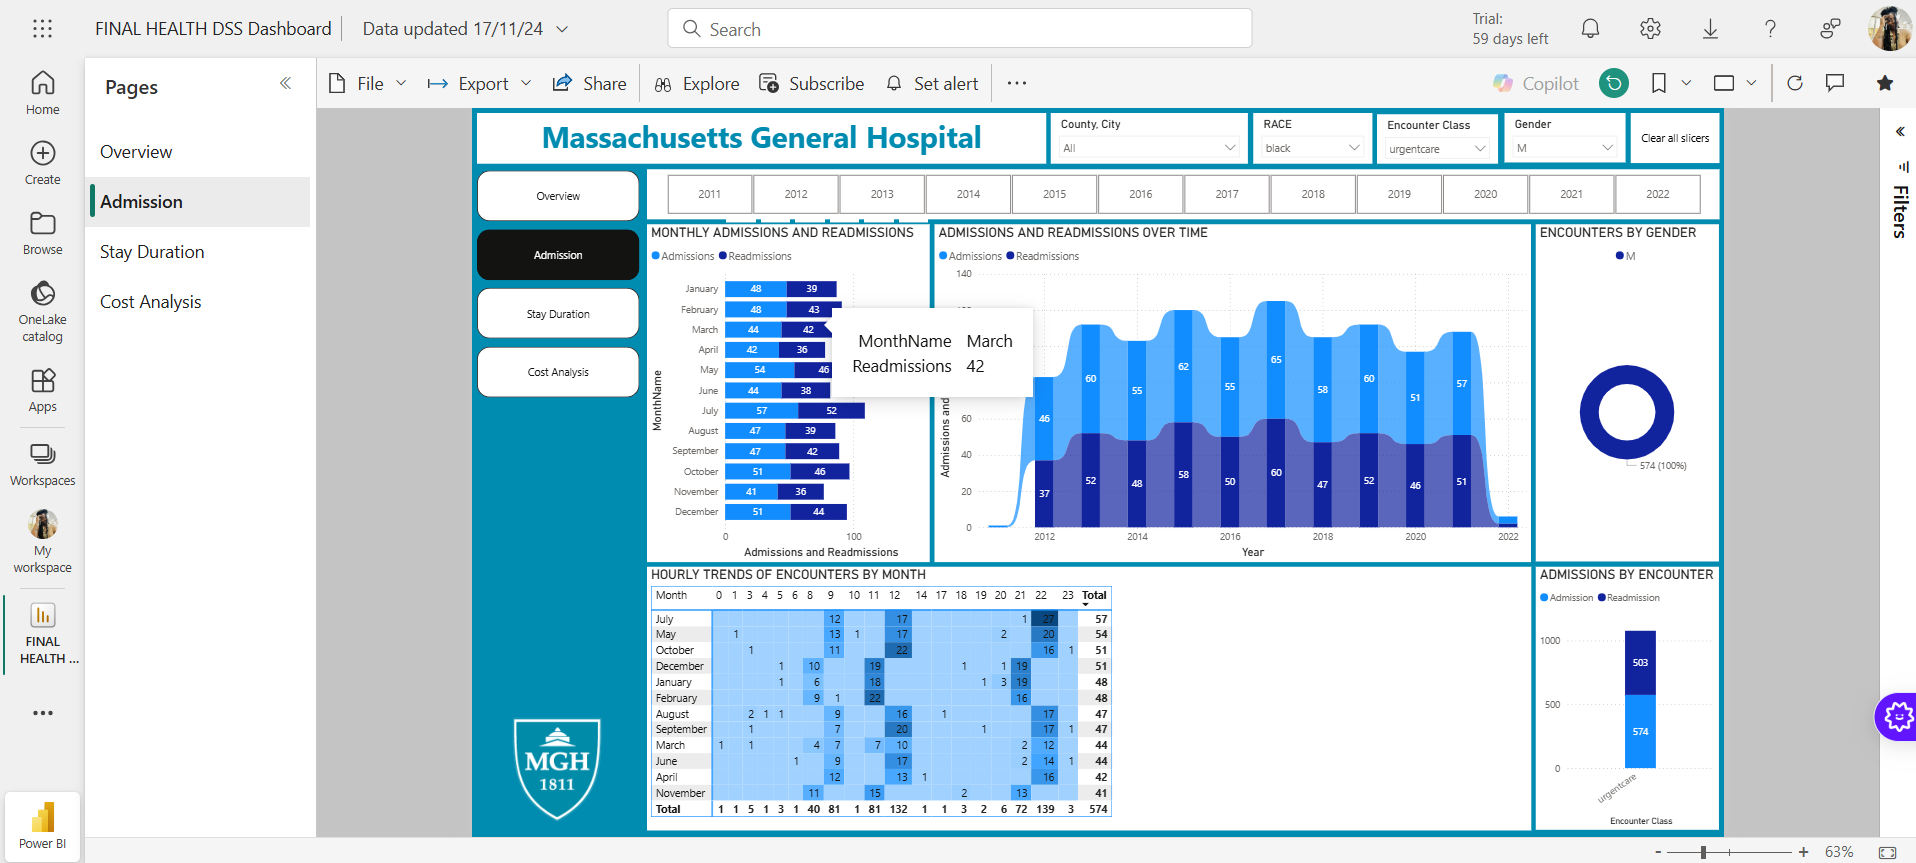 FINAL HEALTH DSS Dashboard
Data updated 17/11/24
Search
Trial:
59 days left
Home
Create
Browse
OneLake
catalog
Apps
Workspaces
My
workspace
FINAL
HEALTH ...
Power BI
Pages
Overview
Admission
Stay Duration
Cost Analysis
File
Export
Share
Explore
Subscribe
Set alert
Copilot
Massachusetts General Hospital
County, City
All
RACE
black
Encounter Class
urgentcare
Gender
M
Clear all slicers
Filters
Overview
Admission
Stay Duration
Cost Analysis
MGH
1811
2011 2012 2013 2014 2015 2016 2017 2018 2019 2020 2021 2022
MONTHLY ADMISSIONS AND READMISSIONS
Admissions Readmissions
MonthName
January 48 39
February 48 43
March 44 42
April 42 36
May 54 46
June 44 38
July 57 52
August 47 39
September 47 42
October 51 46
November 41 36
December 51 44
0 100
Admissions and Readmissions
MonthName March
Readmissions 42
ADMISSIONS AND READMISSIONS OVER TIME
Admissions Readmissions
Admissions and
140
60
40
20
0
46 60 55 62 55 65 58 60 51 57
37 52 48 58 50 60 47 52 46 51
2012 2014 2016 2018 2020 2022
Year
ENCOUNTERS BY GENDER
M
574 (100%)
HOURLY TRENDS OF ENCOUNTERS BY MONTH
Month 0 1 3 4 5 6 8 9 10 11 12 14 17 18 19 20 21 22 23 Total
July 12 17 1 27 57
May 1 13 1 17 2 20 54
October 1 11 22 16 1 51
December 1 10 19 1 1 19 51
January 1 6 18 1 3 19 48
February 9 1 22 16 48
August 2 1 1 9 16 1 17 47
September 1 7 20 1 17 1 47
March 1 1 4 7 7 10 2 12 44
June 1 9 17 2 14 1 44
April 12 13 1 16 42
November 11 15 2 13 41
Total 1 1 5 1 3 1 40 81 1 81 132 1 1 3 2 6 72 139 3 574
ADMISSIONS BY ENCOUNTER
Admission Readmission
1000
500
0
503
574
urgentcare
Encounter Class
63%